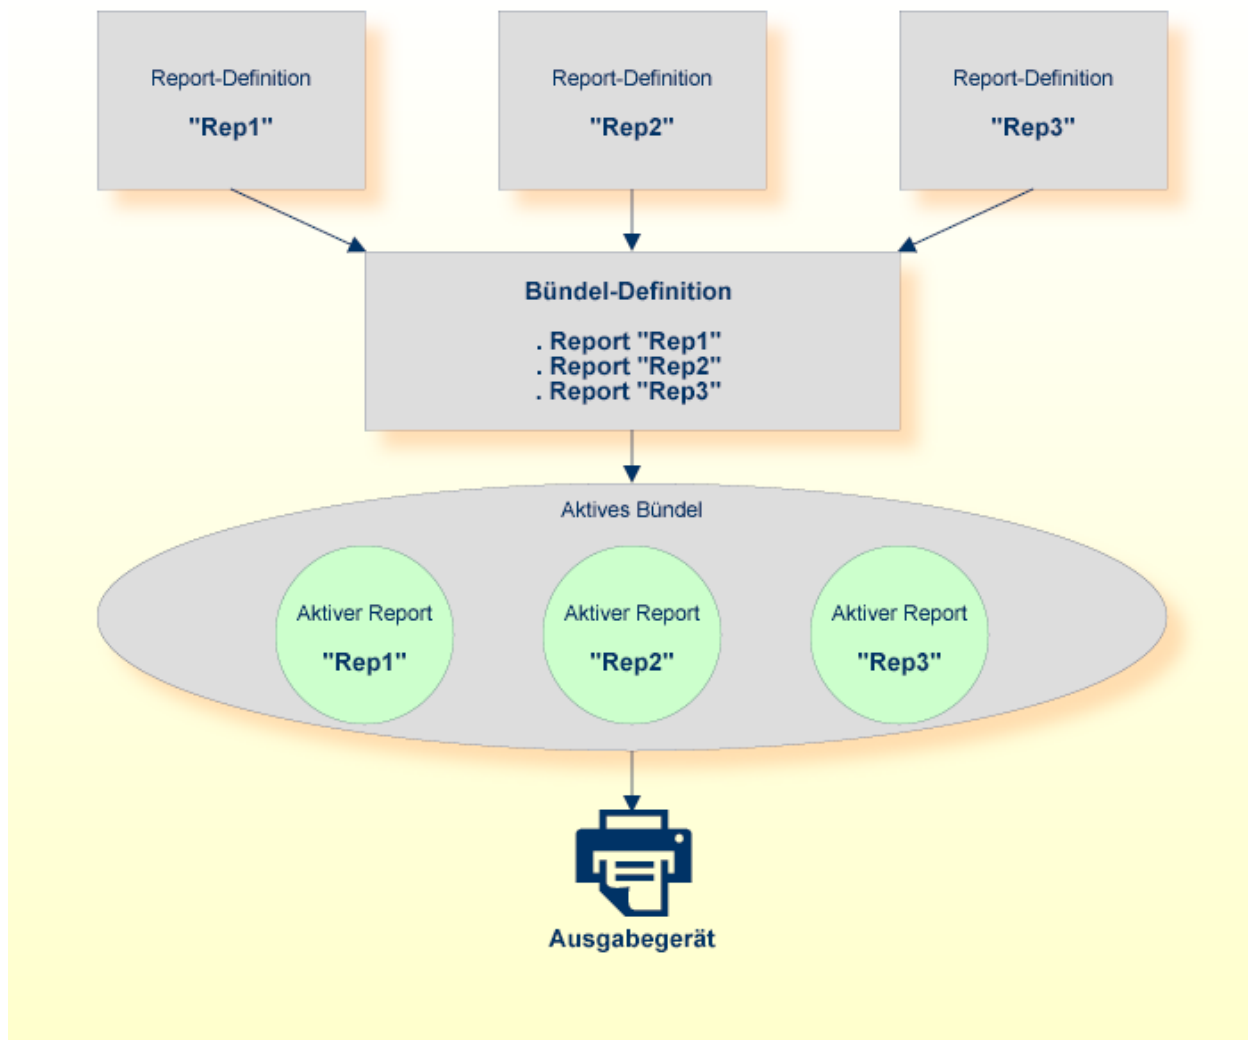 Report-Definition
"Rep1"
Report-Definition
"Rep2"
Report-Definition
"Rep3"
Bündel-Definition
. Report "Rep1"
. Report "Rep2"
. Report "Rep3"
Aktives Bündel
Aktiver Report
"Rep1"
Aktiver Report
"Rep2"
Aktiver Report
"Rep3"
Ausgabegerät